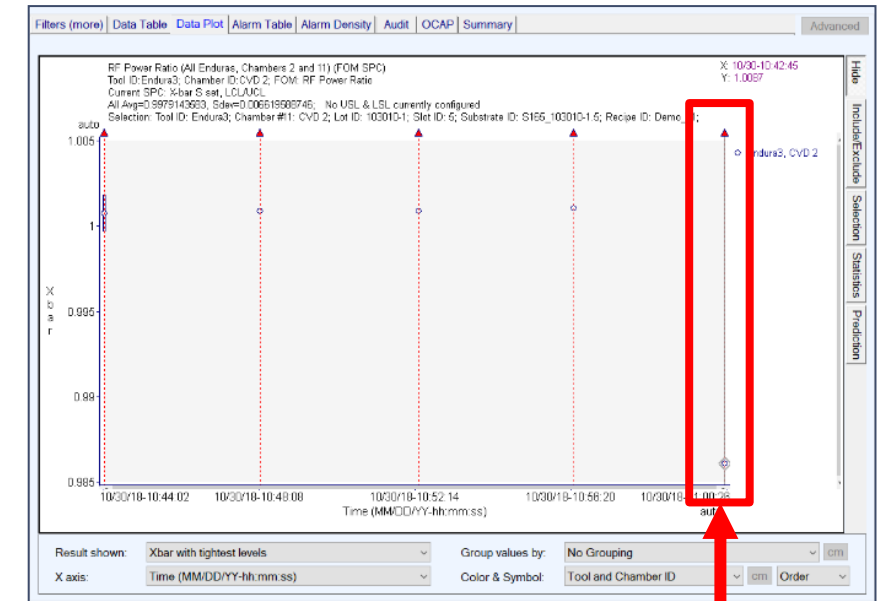 Filters (more) Data Table Data Plot Alarm Table Alarm Density Audit OCAP Summary Advanced
RF Power Ratio (All Enduras, Chambers 2 and 11) (FOM SPC)
Tool ID:Endura3; Chamber ID:CVD 2; FOM: RF Power Ratio
Current SPC: X-bar S set, LCL/UCL
All Avg=0.9979143583, Sdev=0.006619588746; No USL & LSL currently configured
Selection: Tool ID: Endura3; Chamber #11: CVD 2; Lot ID: 103010-1; Slot ID: 5; Substrate ID: S165_103010-1.5; Recipe ID: Demo_
X: 10/30-10:42:45
Y: 1.0087
auto
1.005
1
0.995
0.99
0.985
Xbar
ndura3, CVD 2
Hide
Include/Exclude
Selection
Statistics
Prediction
10/30/18-10:44:02 10/30/18-10:48:08 10/30/18-10:52:14 10/30/18-10:56:20 10/30/18-
Time (MM/DD/YY-hh:mm:ss)
Result shown: Xbar with tightest levels Group values by: No Grouping cm
X axis: Time (MM/DD/YY-hh:mm:ss) Color & Symbol: Tool and Chamber ID cm Order